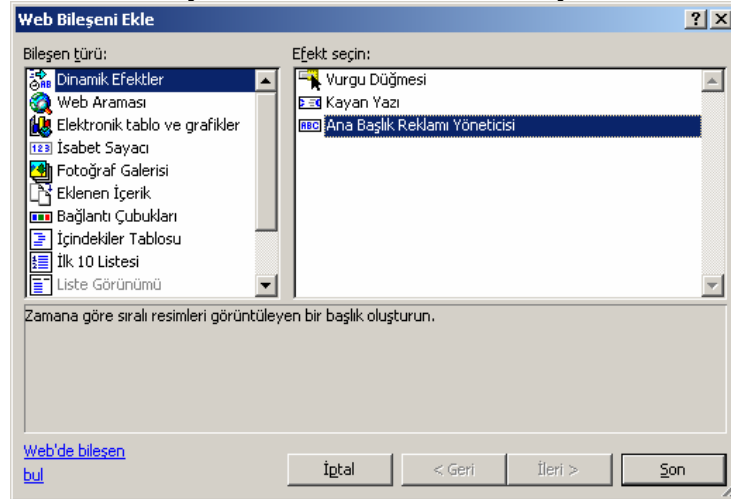 Web Bileşeni Ekle
Bileşen türü:
Dinamik Efektler
Web Araması
Elektronik tablo ve grafikler
123 İsabet Sayacı
Fotoğraf Galerisi
Eklenen İçerik
Bağlantı Çubukları
İçindekiler Tablosu
İlk 10 Listesi
Liste Görünümü
Efekt seçin:
Vurgu Düğmesi
Kayan Yazı
ABC Ana Başlık Reklamı Yöneticisi
Zamana göre sıralı resimleri görüntüleyen bir başlık oluşturun.
Web'de bileşen
bul
İptal
< Geri
İleri >
Son